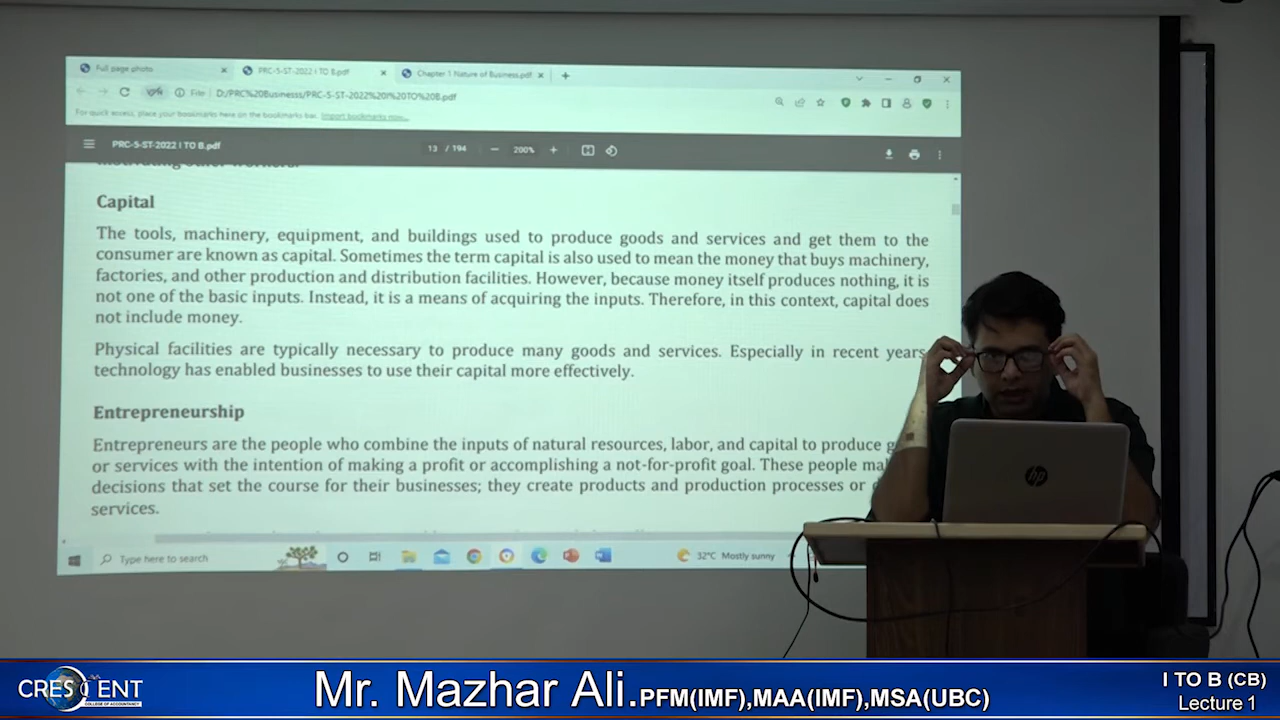 Full page photo
PRC-5-ST-2022 I TO B.pdf
Chapter 1 Nature of Business.pdf
File
D:/PRC%20Businesss/PRC-5-ST-2022%20I%20TO%20B.pdf
For quick access, place your bookmarks here on the bookmarks bar. Import bookmarks now...
PRC-5-ST-2022 I TO B.pdf
13 / 194
200%
Capital
The tools, machinery, equipment, and buildings used to produce goods and services and get them to the
consumer are known as capital. Sometimes the term capital is also used to mean the money that buys machinery,
factories, and other production and distribution facilities. However, because money itself produces nothing, it is
not one of the basic inputs. Instead, it is a means of acquiring the inputs. Therefore, in this context, capital does
not include money.
Physical facilities are typically necessary to produce many goods and services. Especially in recent years
technology has enabled businesses to use their capital more effectively.
Entrepreneurship
Entrepreneurs are the people who combine the inputs of natural resources, labor, and capital to produce
or services with the intention of making a profit or accomplishing a not-for-profit goal. These people
decisions that set the course for their businesses; they create products and production processes or
services.
Type here to search
32°C Mostly sunny
hp
CRESCENT
COLLEGE OF ACCOUNTANCY
Mr. Mazhar Ali.PFM(IMF),MAA(IMF),MSA(UBC)
I TO B (CB)
Lecture 1